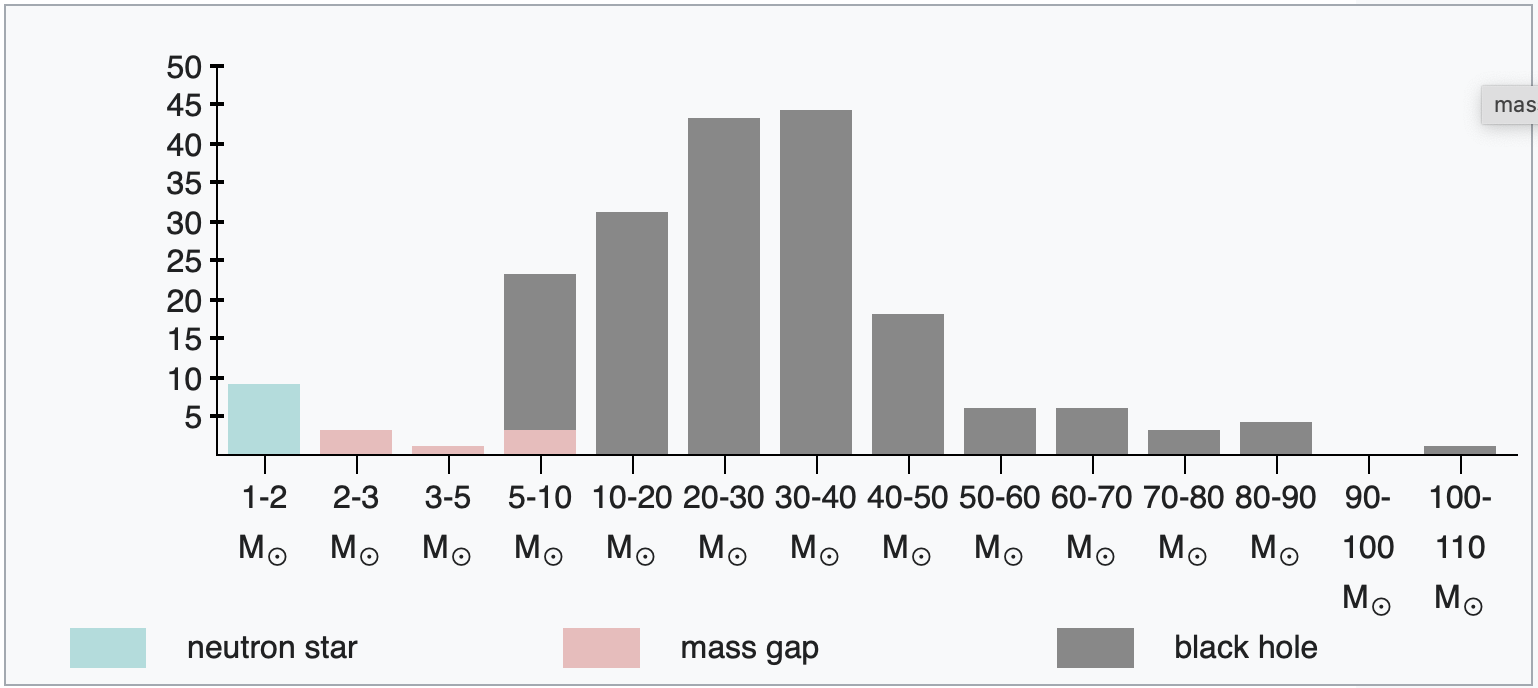 50
45
mas
40
35
30
25
20
15
10
5
1-2 2-3 3-5 5-10 10-20 20-30 30-40 40-50 50-60 60-70 70-80 80-90 90- 100-
M☉ M☉ M☉ M☉ M☉ M☉ M☉ M☉ M☉ M☉ M☉ M☉ 100 110
M☉ M☉
neutron star mass gap black hole